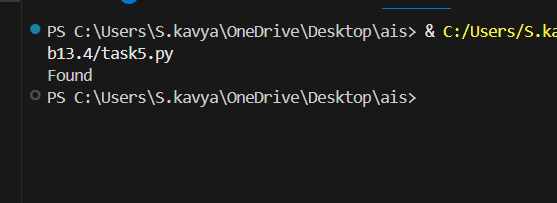 PS C:\Users\S.kavya\OneDrive\Desktop\ais> & C:/Users/S.ka
b13.4/task5.py
Found
PS C:\Users\S.kavya\OneDrive\Desktop\ais>